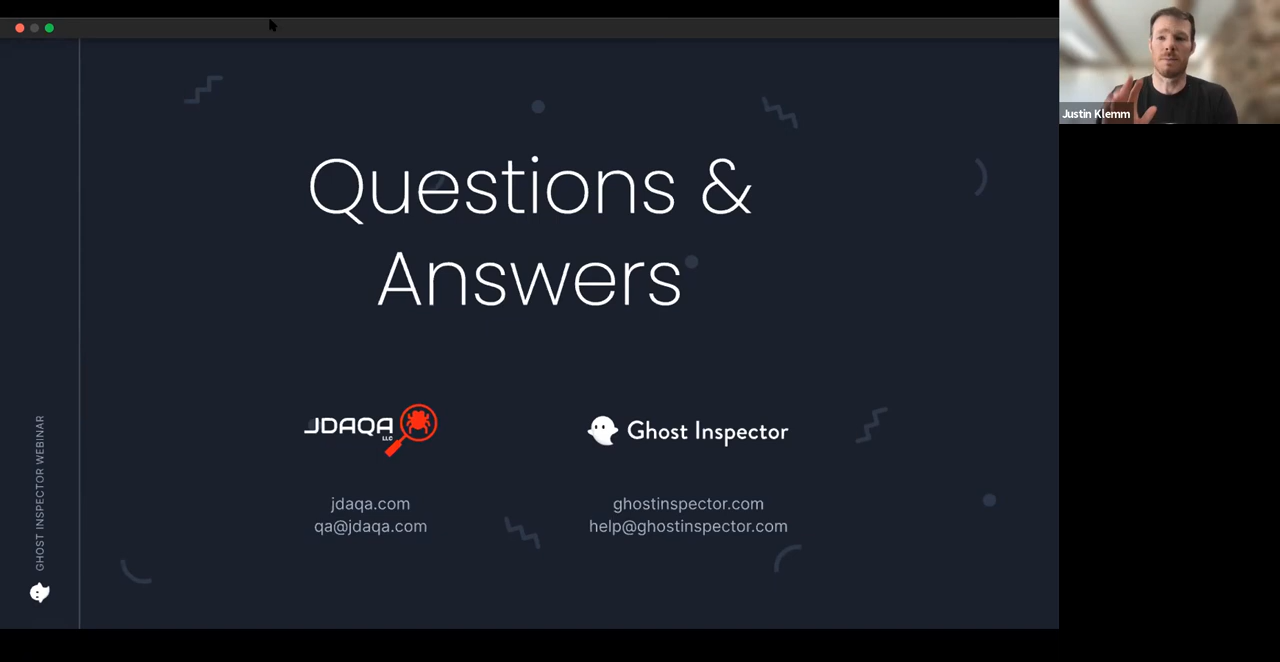 Questions &
Answers
JDAQA
LLC
Ghost Inspector
jdaqa.com
qa@jdaqa.com
ghostinspector.com
help@ghostinspector.com
GHOST INSPECTOR WEBINAR
Justin Klemm